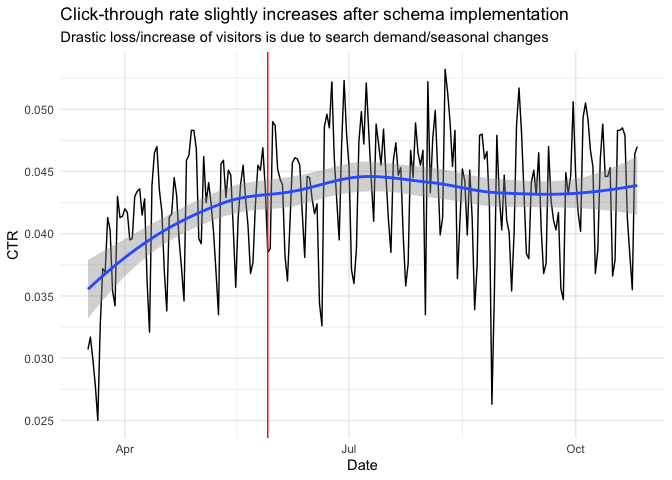 Click-through rate slightly increases after schema implementation
Drastic loss/increase of visitors is due to search demand/seasonal changes
0.050
0.045
0.040
0.035
0.030
0.025
CTR
Apr
Jul
Oct
Date